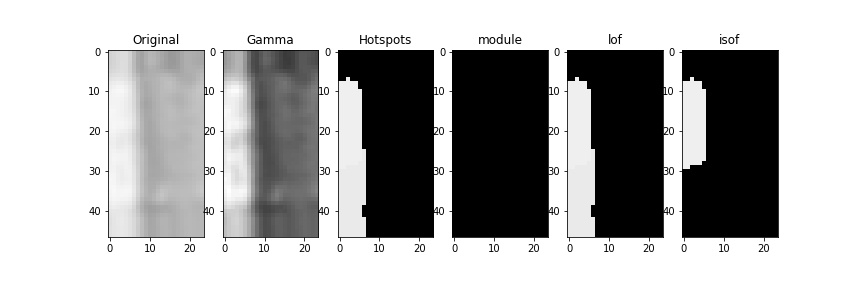 Original Gamma Hotspots module lof isof
0 0 0 0 0 0
10 10 10 10 10 10
20 20 20 20 20 20
30 30 30 30 30 30
40 40 40 40 40 40
0 10 20 0 10 20 0 10 20 0 10 20 0 10 20 0 10 20